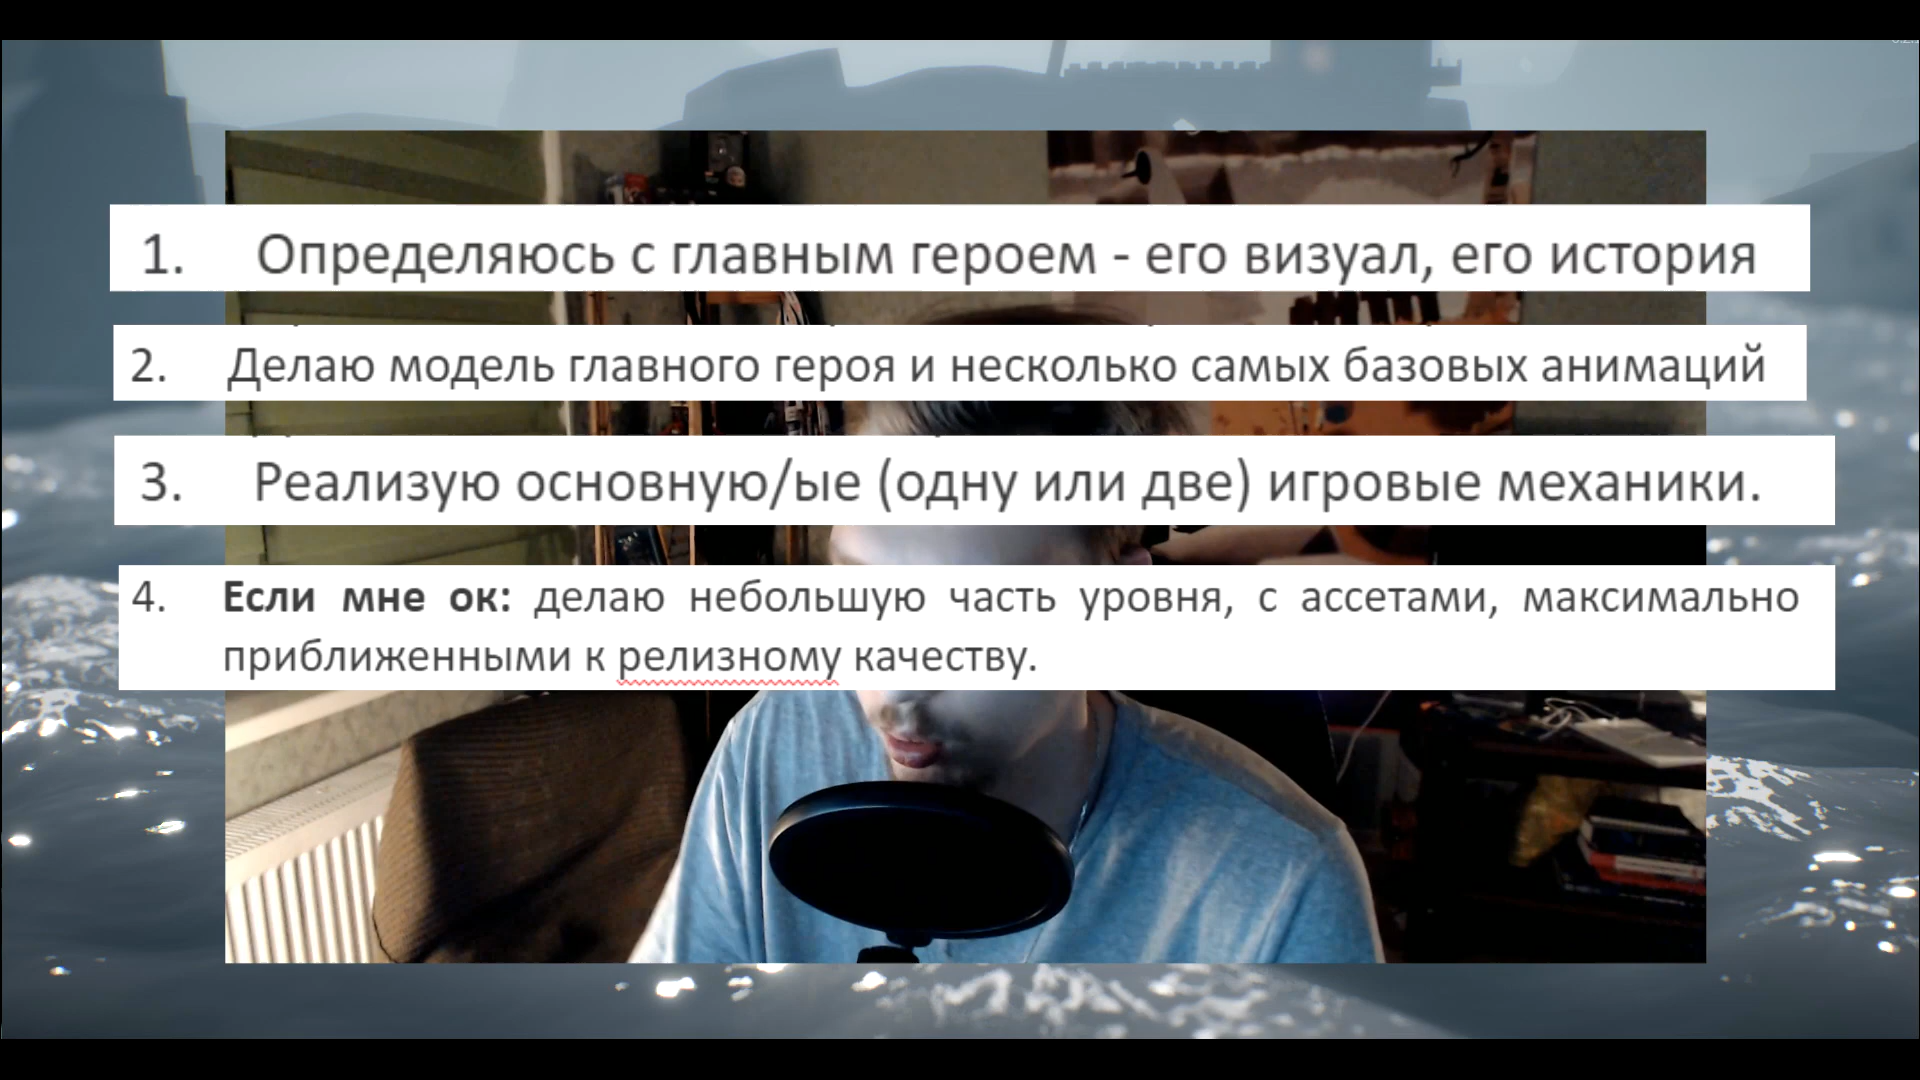 1. Определяюсь с главным героем - его визуал, его история
2. Делаю модель главного героя и несколько самых базовых анимаций
3. Реализую основную/ые (одну или две) игровые механики.
4. Если мне ок: делаю небольшую часть уровня, с ассетами, максимально
приближенными к релизному качеству.